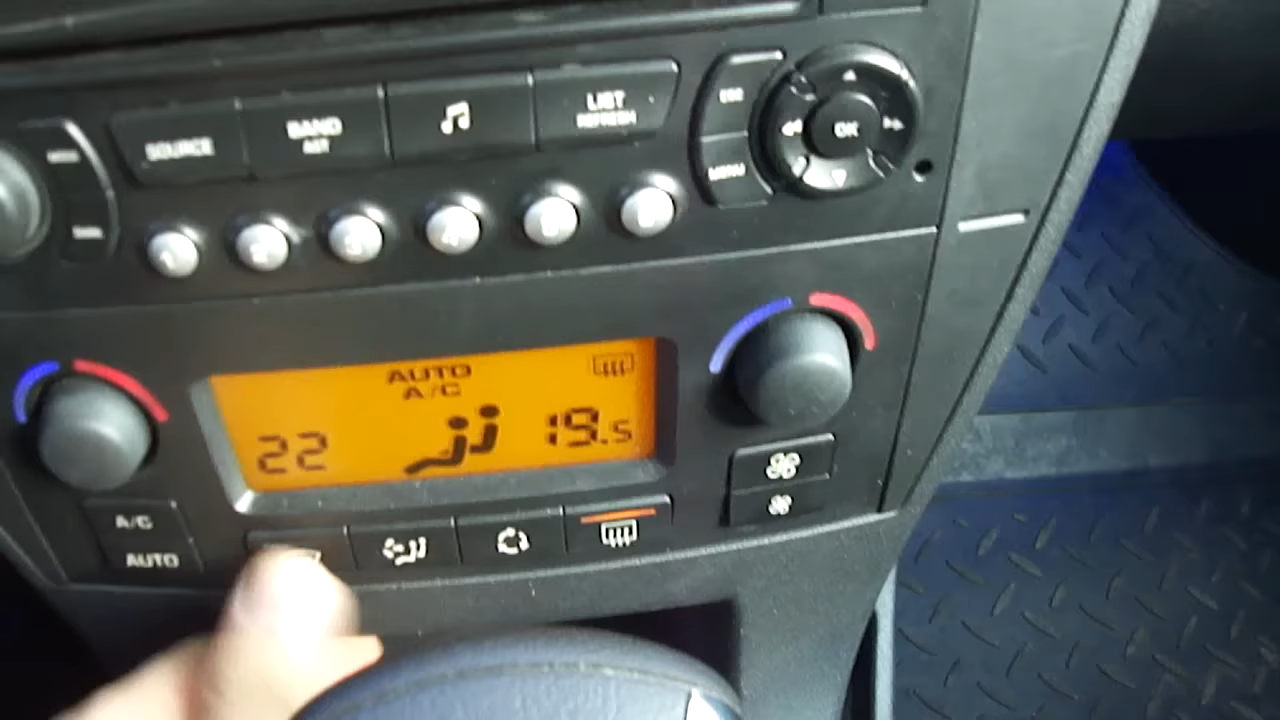 SOURCE
BAND
AST
LIST
REFRESH
ESC
MENU
OK
AUTO
A/C
22
19.5
A/C
AUTO